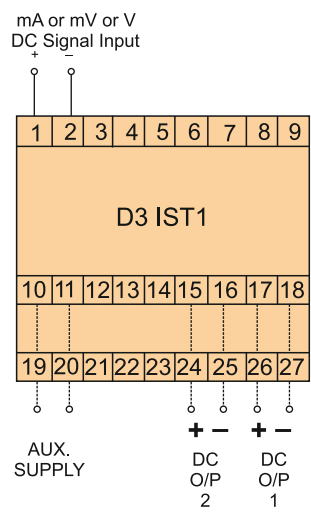 mA or mV or V
DC Signal Input
+ –
1 2 3 4 5 6 7 8 9
D3 IST1
10 11 12 13 14 15 16 17 18
19 20 21 22 23 24 25 26 27
+ – + –
AUX.
SUPPLY
DC
O/P
2
DC
O/P
1